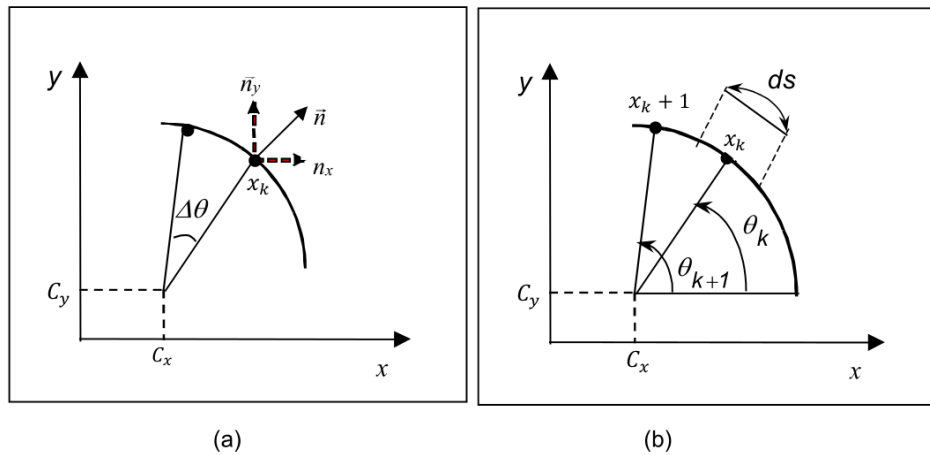 y
n⃗y
n⃗
nx
xk
Δθ
Cy
Cx
x
(a)
y
ds
xk + 1
xk
θk
θk+1
Cy
Cx
x
(b)